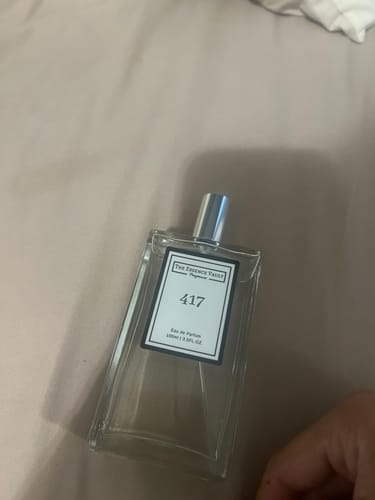 THE ESSENCE VAULT
Fragrances
417
Eau de Parfum
100ml | 3.5FL.OZ.